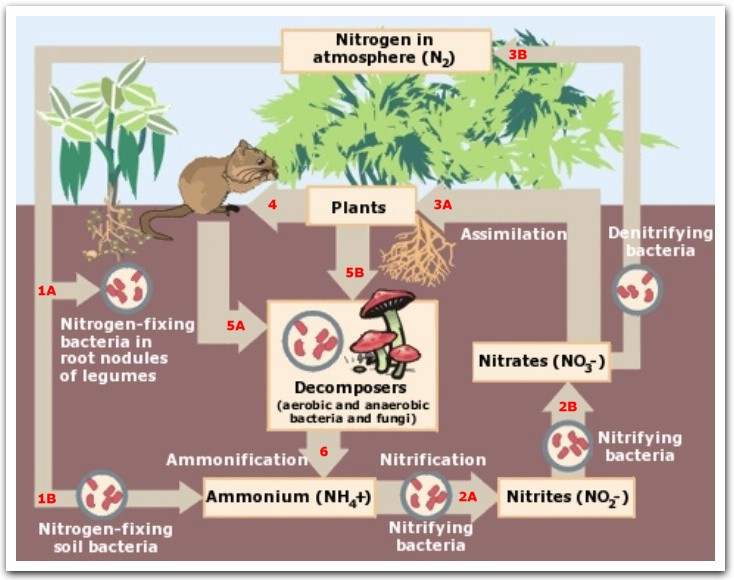 Nitrogen in
atmosphere (N₂)
3B
4
Plants
3A
Assimilation
Denitrifying
bacteria
5B
1A
Nitrogen-fixing
bacteria in
root nodules
of legumes
5A
Decomposers
(aerobic and anaerobic
bacteria and fungi)
Nitrates (NO₃-)
2B
Nitrifying
bacteria
6
Ammonification
Nitrification
1B
Ammonium (NH₄+)
2A
Nitrites (NO₂-)
Nitrogen-fixing
soil bacteria
Nitrifying
bacteria